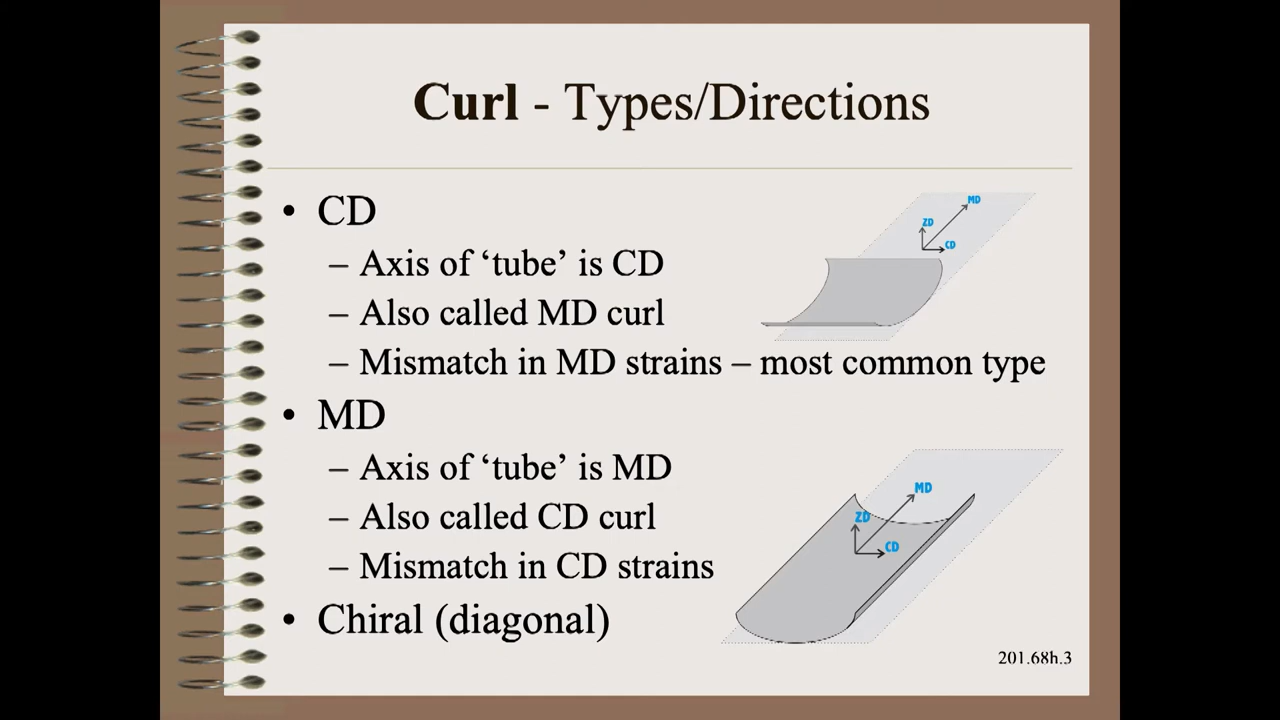 Curl - Types/Directions
• CD
– Axis of ‘tube’ is CD
– Also called MD curl
– Mismatch in MD strains – most common type
• MD
– Axis of ‘tube’ is MD
– Also called CD curl
– Mismatch in CD strains
• Chiral (diagonal)
MD
ZD
CD
MD
ZD
CD
201.68h.3